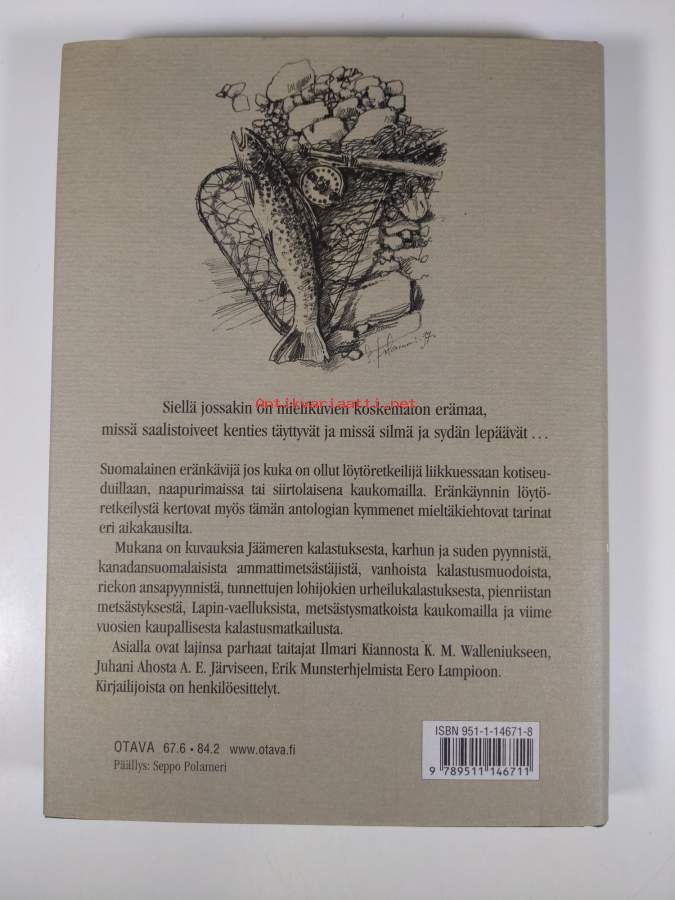 Siellä jossakin on mielikuvien koskematon erämaa,
Antikvariaatti.net
missä saalistoiveet kenties täyttyvät ja missä silmä ja sydän lepäävät ...
Suomalainen eränkävijä jos kuka on ollut löytöretkeilijä liikkuessaan kotiseu-
duillaan, naapurimaissa tai siirtolaisena kaukomailla. Eränkäynnin löytö-
retkeilystä kertovat myös tämän antologian kymmenet mieltäkiehtovat tarinat
eri aikakausilta.
Mukana on kuvauksia Jäämeren kalastuksesta, karhun ja suden pyynnistä,
kanadansuomalaisista ammattimetsästäjistä, vanhoista kalastusmuodoista,
riekon ansapyynnistä, tunnettujen lohijokien urheilukalastuksesta, pienriistan
metsästyksestä, Lapin-vaelluksista, metsästysmatkoista kaukomailla ja viime
vuosien kaupallisesta kalastusmatkailusta.
Asialla ovat lajinsa parhaat taitajat Ilmari Kiannosta K. M. Walleniukseen,
Juhani Ahosta A. E. Järviseen, Erik Munsterhjelmista Eero Lampioon.
Kirjailijoista on henkilöesittelyt.
OTAVA 67.6 • 84.2 www.otava.fi
Päällys: Seppo Polameri
ISBN 951-1-14671-8
9 789511 146711